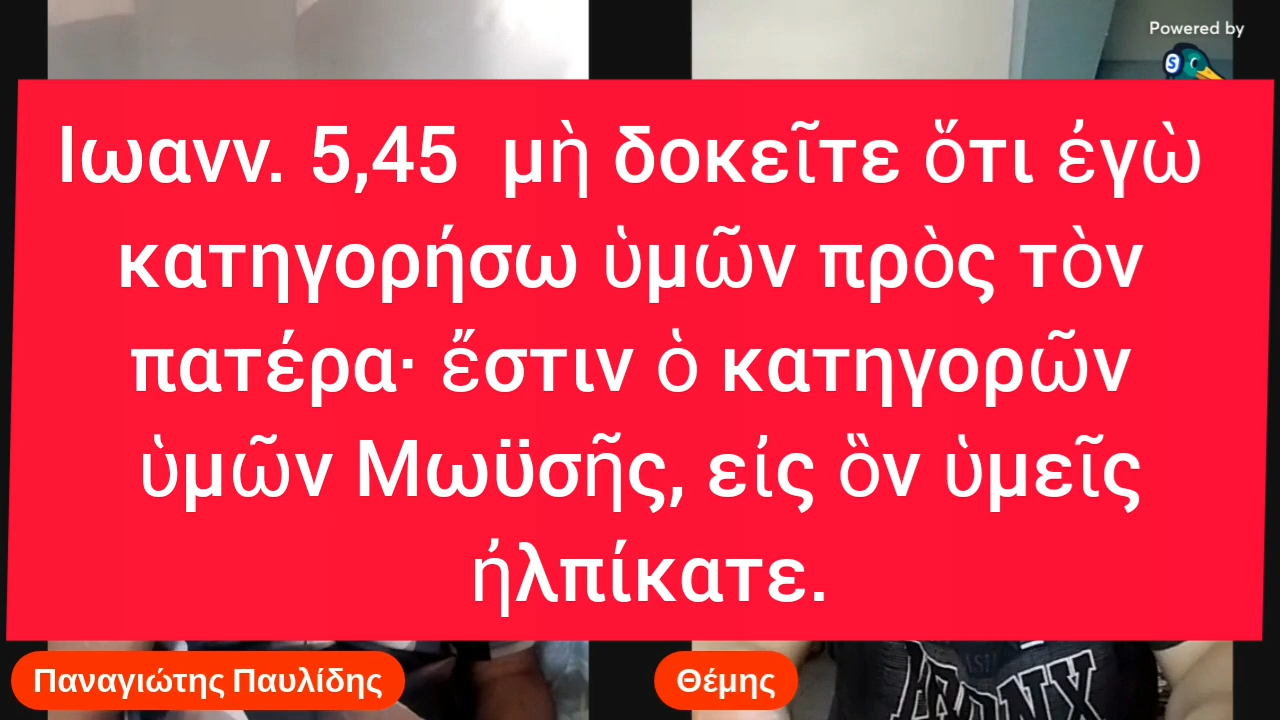 Powered by
S
Ιωανν. 5,45 μὴ δοκεῖτε ὅτι ἐγὼ
κατηγορήσω ὑμῶν πρὸς τὸν
πατέρα· ἔστιν ὁ κατηγορῶν
ὑμῶν Μωϋσῆς, εἰς ὃν ὑμεῖς
ἠλπίκατε.
Παναγιώτης Παυλίδης
Θέμης
BRONX